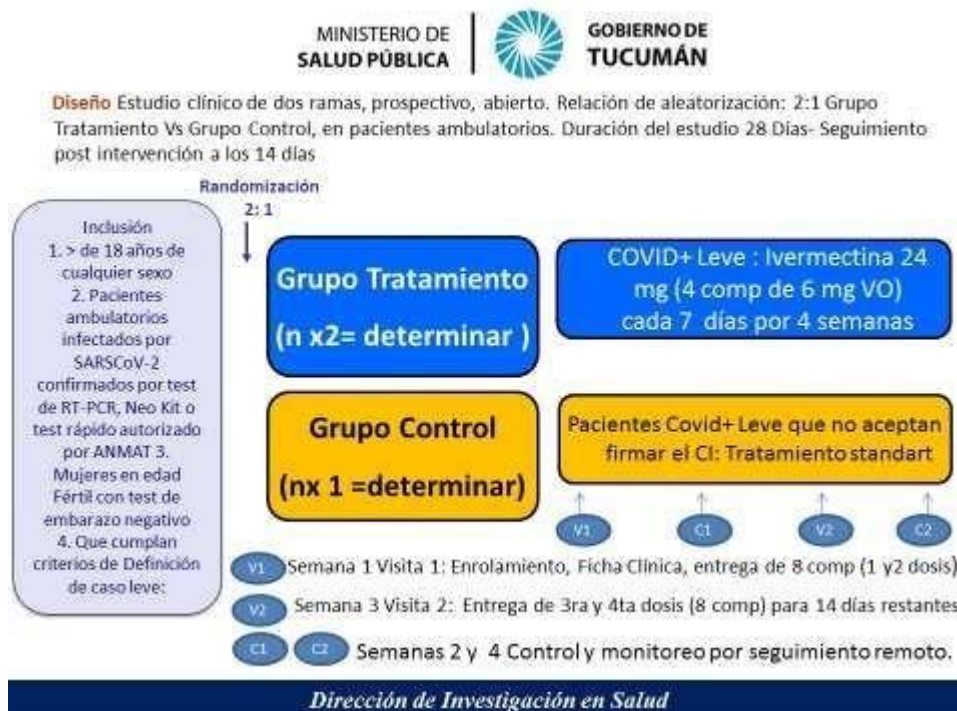 MINISTERIO DE
SALUD PÚBLICA
GOBIERNO DE
TUCUMÁN
Diseño Estudio clínico de dos ramas, prospectivo, abierto. Relación de aleatorización: 2:1 Grupo
Tratamiento Vs Grupo Control, en pacientes ambulatorios. Duración del estudio 28 Días- Seguimiento
post intervención a los 14 días
Randomización
2: 1
Inclusión
1. > de 18 años de
cualquier sexo
2. Pacientes
ambulatorios
infectados por
SARSCoV-2
confirmados por test
de RT-PCR, Neo Kit o
test rápido autorizado
por ANMAT 3.
Mujeres en edad
Fértil con test de
embarazo negativo
4. Que cumplan
criterios de Definición
de caso leve:
Grupo Tratamiento
(n x2= determinar )
COVID+ Leve : Ivermectina 24
mg (4 comp de 6 mg VO)
cada 7 días por 4 semanas
Grupo Control
(nx 1 =determinar)
Pacientes Covid+ Leve que no aceptan
firmar el CI: Tratamiento standart
V1 C1 V2 C2
V1 Semana 1 Visita 1: Enrolamiento, Ficha Clínica, entrega de 8 comp (1 y2 dosis)
V2 Semana 3 Visita 2: Entrega de 3ra y 4ta dosis (8 comp) para 14 días restantes
C1 C2 Semanas 2 y 4 Control y monitoreo por seguimiento remoto.
Dirección de Investigación en Salud